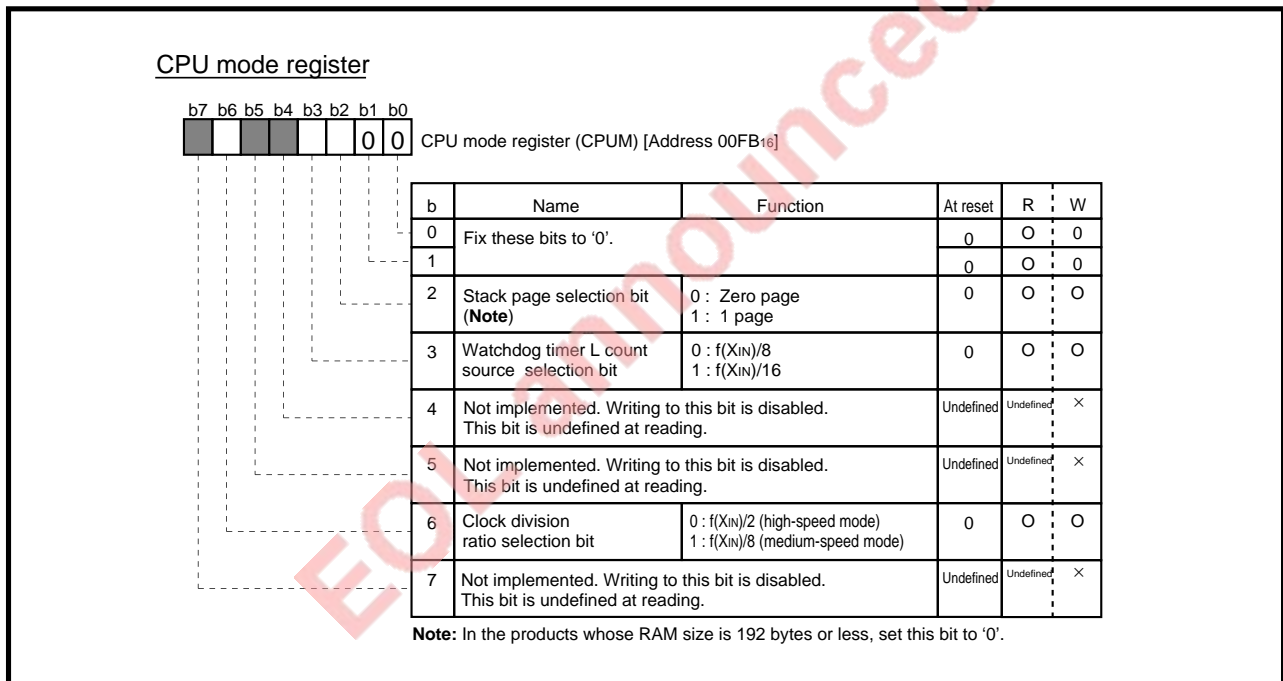 EOL announced
CPU mode register
b7 b6 b5 b4 b3 b2 b1 b0
0 0 CPU mode register (CPUM) [Address 00FB16]
b Name Function At reset R W
0 Fix these bits to ‘0’. 0 O 0
1 0 O 0
2 Stack page selection bit 0 : Zero page 0 O O
(Note) 1 : 1 page
3 Watchdog timer L count 0 : f(XIN)/8 0 O O
source selection bit 1 : f(XIN)/16
4 Not implemented. Writing to this bit is disabled. Undefined Undefined ×
This bit is undefined at reading.
5 Not implemented. Writing to this bit is disabled. Undefined Undefined ×
This bit is undefined at reading.
6 Clock division 0 : f(XIN)/2 (high-speed mode) 0 O O
ratio selection bit 1 : f(XIN)/8 (medium-speed mode)
7 Not implemented. Writing to this bit is disabled. Undefined Undefined ×
This bit is undefined at reading.
Note: In the products whose RAM size is 192 bytes or less, set this bit to ‘0’.